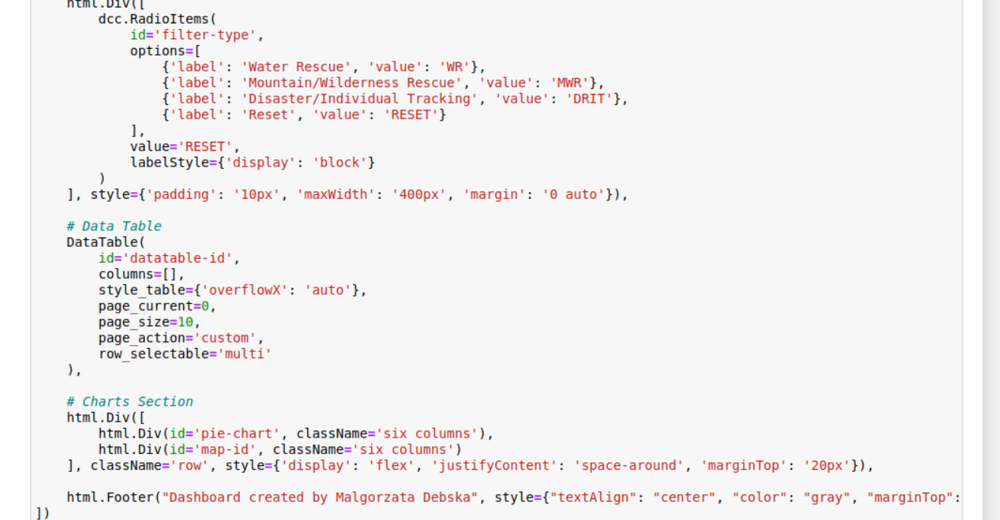 html.Div([
        dcc.RadioItems(
            id='filter-type',
            options=[
                {'label': 'Water Rescue', 'value': 'WR'},
                {'label': 'Mountain/Wilderness Rescue', 'value': 'MWR'},
                {'label': 'Disaster/Individual Tracking', 'value': 'DRIT'},
                {'label': 'Reset', 'value': 'RESET'}
            ],
            value='RESET',
            labelStyle={'display': 'block'}
        )
    ], style={'padding': '10px', 'maxWidth': '400px', 'margin': '0 auto'}),

    # Data Table
    DataTable(
        id='datatable-id',
        columns=[],
        style_table={'overflowX': 'auto'},
        page_current=0,
        page_size=10,
        page_action='custom',
        row_selectable='multi'
    ),

    # Charts Section
    html.Div([
        html.Div(id='pie-chart', className='six columns'),
        html.Div(id='map-id', className='six columns')
    ], className='row', style={'display': 'flex', 'justifyContent': 'space-around', 'marginTop': '20px'}),

    html.Footer("Dashboard created by Malgorzata Debska", style={"textAlign": "center", "color": "gray", "marginTop":
])